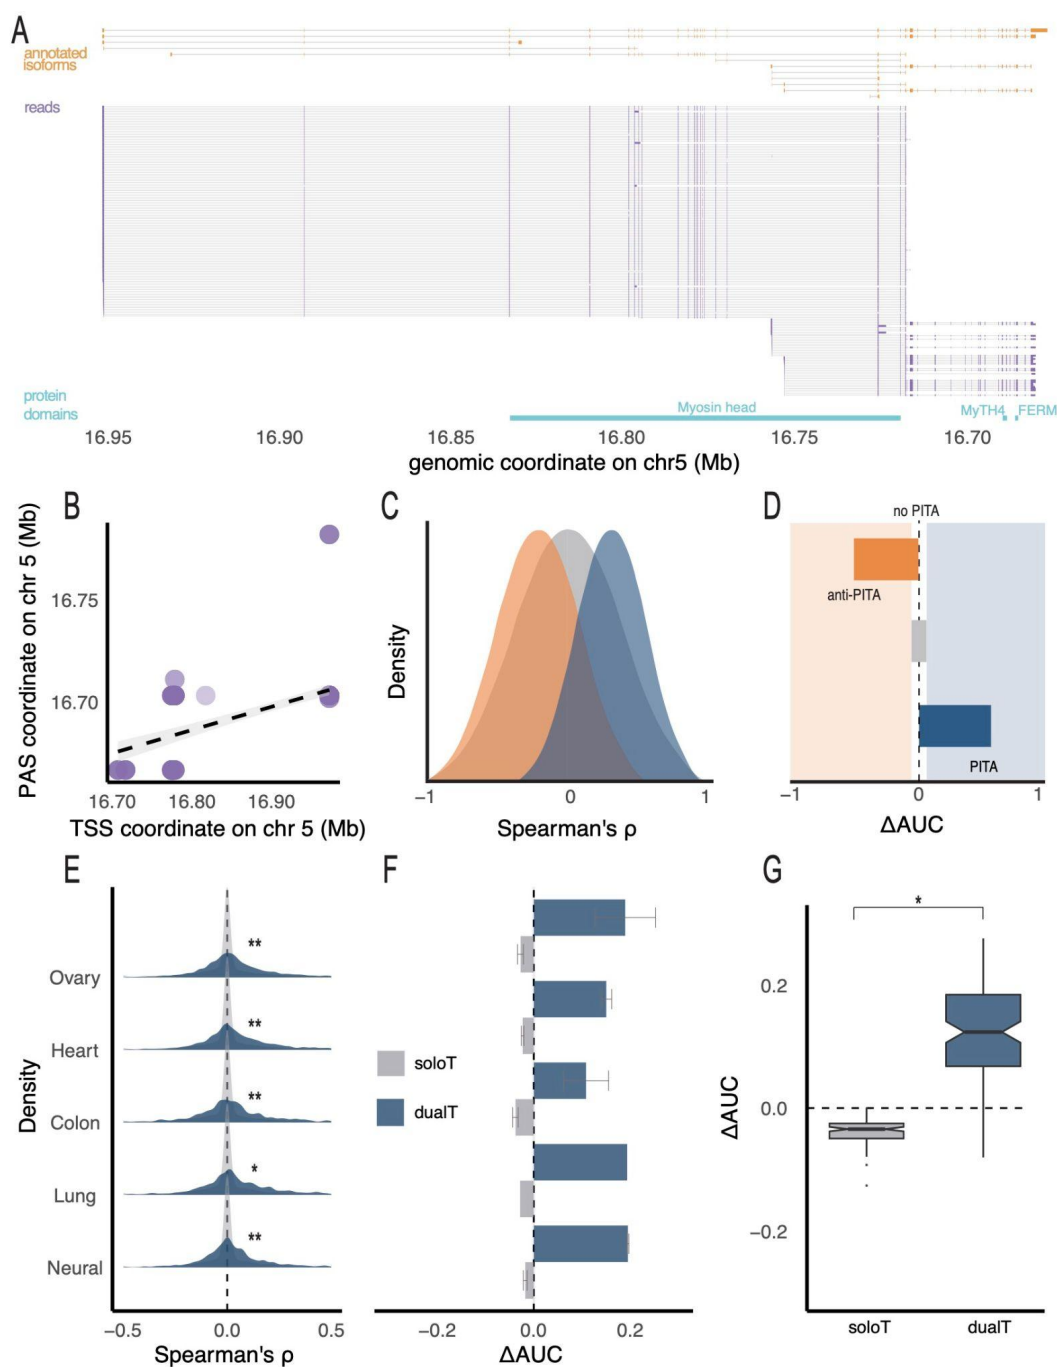 A
annotated
isoforms
reads
protein
domains
Myosin head
MyTH4
FERM
16.95
16.90
16.85
16.80
16.75
16.70
genomic coordinate on chr5 (Mb)
B
PAS coordinate on chr 5 (Mb)
16.75
16.70
16.70
16.80
16.90
TSS coordinate on chr 5 (Mb)
C
Density
−1
0
1
Spearman's ρ
D
no PITA
anti-PITA
PITA
−1
0
1
ΔAUC
E
Density
Ovary
**
Heart
**
Colon
**
Lung
*
Neural
**
−0.5
0.0
0.5
Spearman's ρ
F
soloT
dualT
−0.2
0.0
0.2
ΔAUC
G
*
ΔAUC
0.2
0.0
−0.2
soloT
dualT